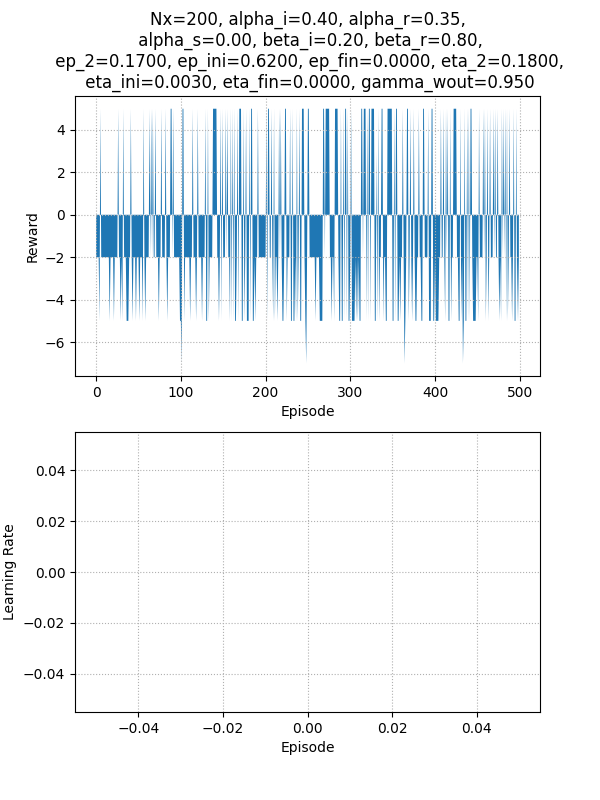 Nx=200, alpha_i=0.40, alpha_r=0.35,
alpha_s=0.00, beta_i=0.20, beta_r=0.80,
ep_2=0.1700, ep_ini=0.6200, ep_fin=0.0000, eta_2=0.1800,
eta_ini=0.0030, eta_fin=0.0000, gamma_wout=0.950
4
2
0
−2
−4
−6
Reward
0 100 200 300 400 500
Episode
0.04
0.02
0.00
−0.02
−0.04
Learning Rate
−0.04 −0.02 0.00 0.02 0.04
Episode